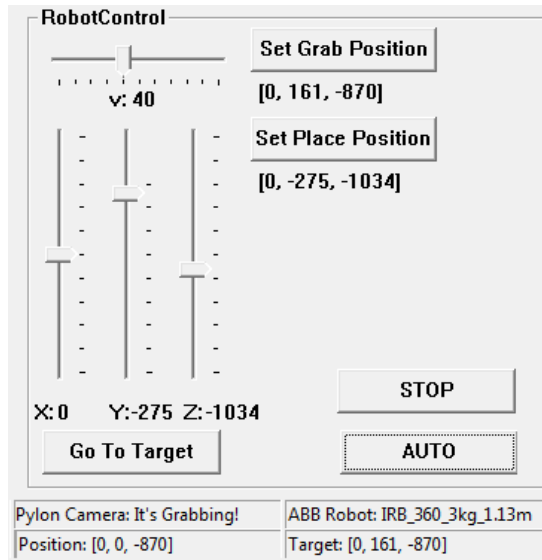 RobotControl
Set Grab Position
v: 40
[0, 161, -870]
Set Place Position
[0, -275, -1034]
STOP
X:0 Y:-275 Z:-1034
Go To Target
AUTO
Pylon Camera: It's Grabbing!
ABB Robot: IRB_360_3kg_1.13m
Position: [0, 0, -870]
Target: [0, 161, -870]